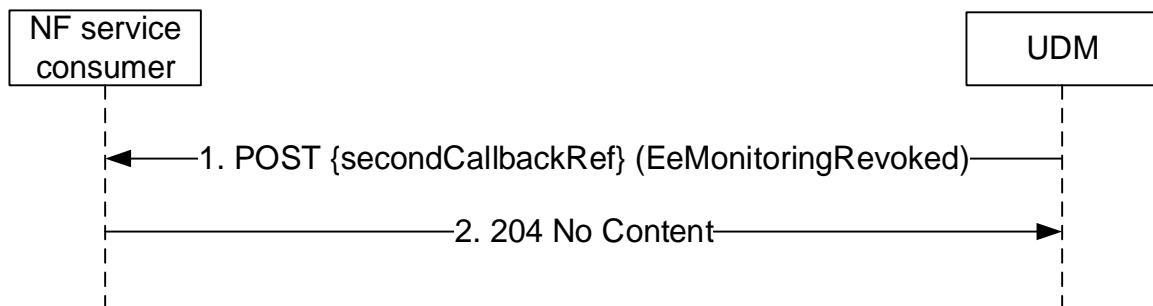 NF service
consumer
UDM
1. POST {secondCallbackRef} (EeMonitoringRevoked)
2. 204 No Content